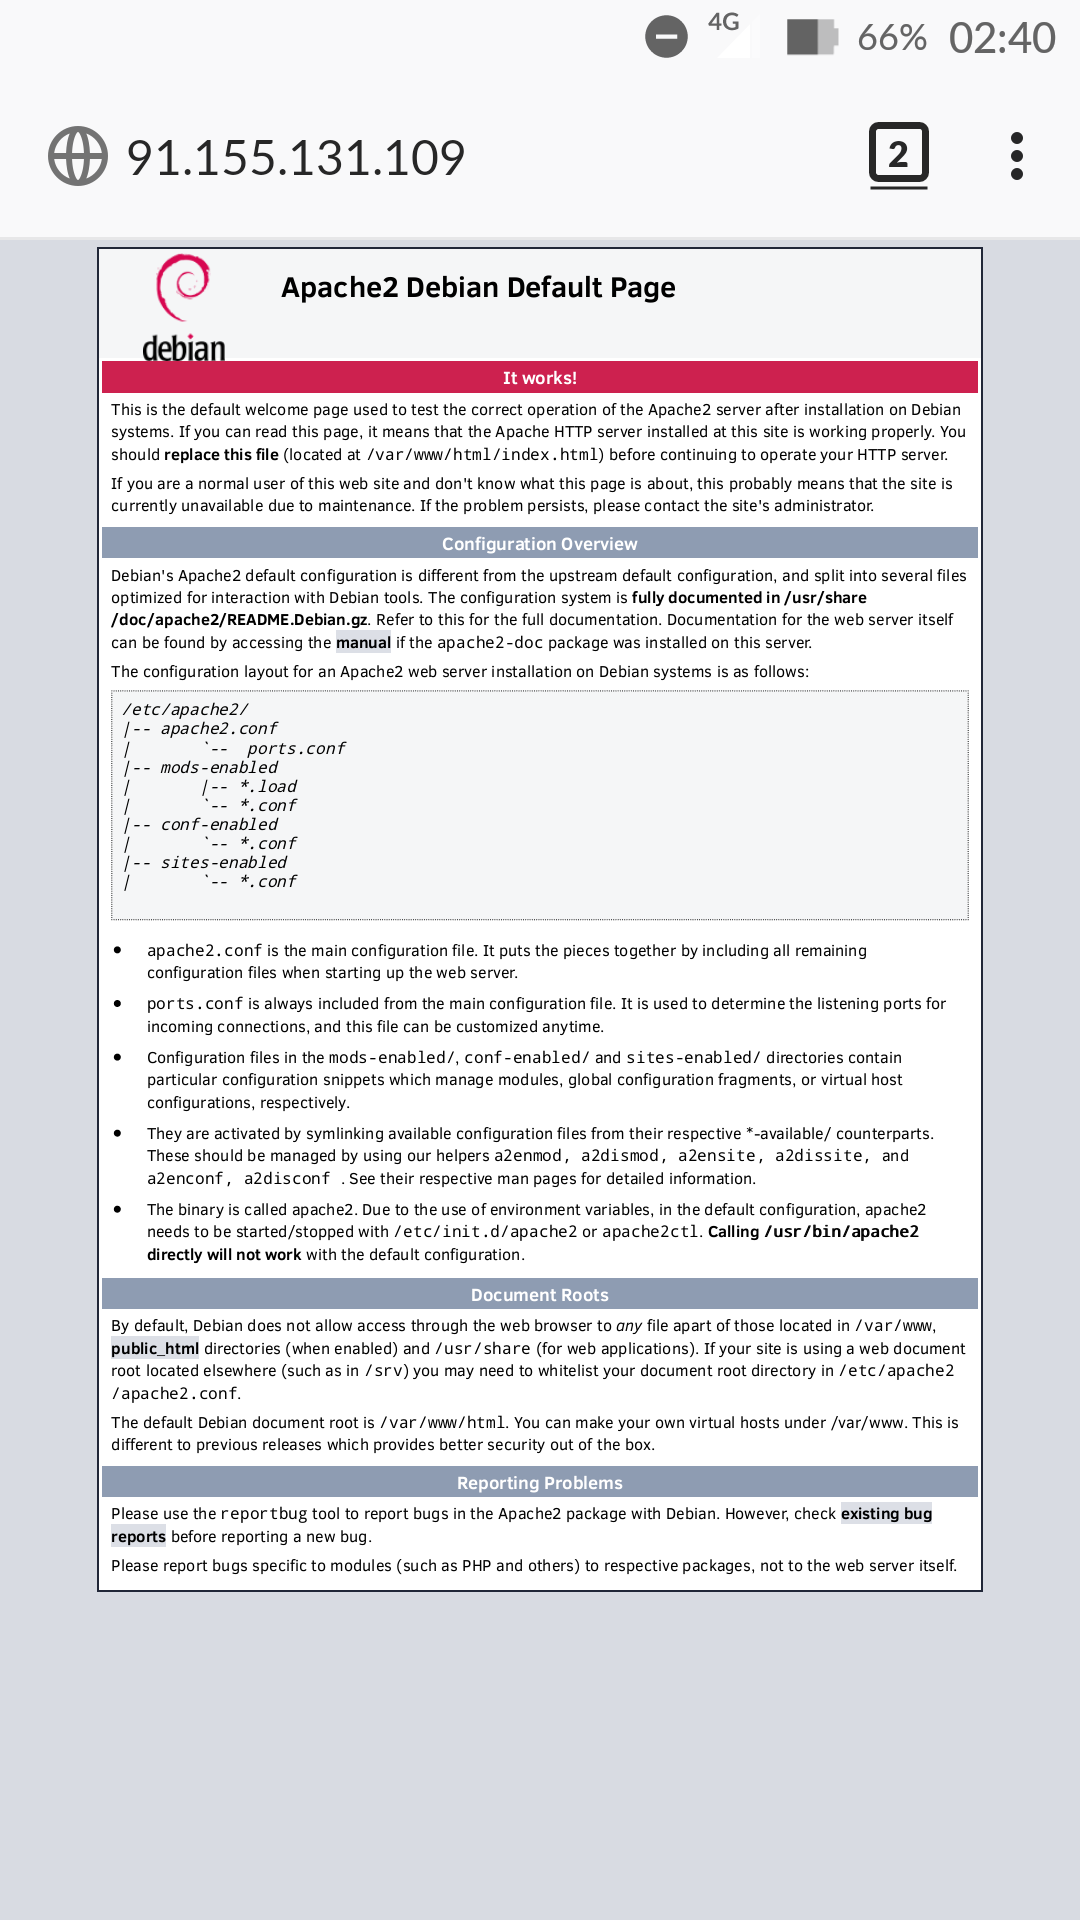 4G 66% 02:40
91.155.131.109 2
debian
Apache2 Debian Default Page
It works!
This is the default welcome page used to test the correct operation of the Apache2 server after installation on Debian
systems. If you can read this page, it means that the Apache HTTP server installed at this site is working properly. You
should replace this file (located at /var/www/html/index.html) before continuing to operate your HTTP server.
If you are a normal user of this web site and don't know what this page is about, this probably means that the site is
currently unavailable due to maintenance. If the problem persists, please contact the site's administrator.
Configuration Overview
Debian's Apache2 default configuration is different from the upstream default configuration, and split into several files
optimized for interaction with Debian tools. The configuration system is fully documented in /usr/share
/doc/apache2/README.Debian.gz. Refer to this for the full documentation. Documentation for the web server itself
can be found by accessing the manual if the apache2-doc package was installed on this server.
The configuration layout for an Apache2 web server installation on Debian systems is as follows:
/etc/apache2/
|-- apache2.conf
|       `--  ports.conf
|-- mods-enabled
|       |-- *.load
|       `-- *.conf
|-- conf-enabled
|       `-- *.conf
|-- sites-enabled
|       `-- *.conf
• apache2.conf is the main configuration file. It puts the pieces together by including all remaining
configuration files when starting up the web server.
• ports.conf is always included from the main configuration file. It is used to determine the listening ports for
incoming connections, and this file can be customized anytime.
• Configuration files in the mods-enabled/, conf-enabled/ and sites-enabled/ directories contain
particular configuration snippets which manage modules, global configuration fragments, or virtual host
configurations, respectively.
• They are activated by symlinking available configuration files from their respective *-available/ counterparts.
These should be managed by using our helpers a2enmod, a2dismod, a2ensite, a2dissite, and
a2enconf, a2disconf . See their respective man pages for detailed information.
• The binary is called apache2. Due to the use of environment variables, in the default configuration, apache2
needs to be started/stopped with /etc/init.d/apache2 or apache2ctl. Calling /usr/bin/apache2
directly will not work with the default configuration.
Document Roots
By default, Debian does not allow access through the web browser to any file apart of those located in /var/www,
public_html directories (when enabled) and /usr/share (for web applications). If your site is using a web document
root located elsewhere (such as in /srv) you may need to whitelist your document root directory in /etc/apache2
/apache2.conf.
The default Debian document root is /var/www/html. You can make your own virtual hosts under /var/www. This is
different to previous releases which provides better security out of the box.
Reporting Problems
Please use the reportbug tool to report bugs in the Apache2 package with Debian. However, check existing bug
reports before reporting a new bug.
Please report bugs specific to modules (such as PHP and others) to respective packages, not to the web server itself.